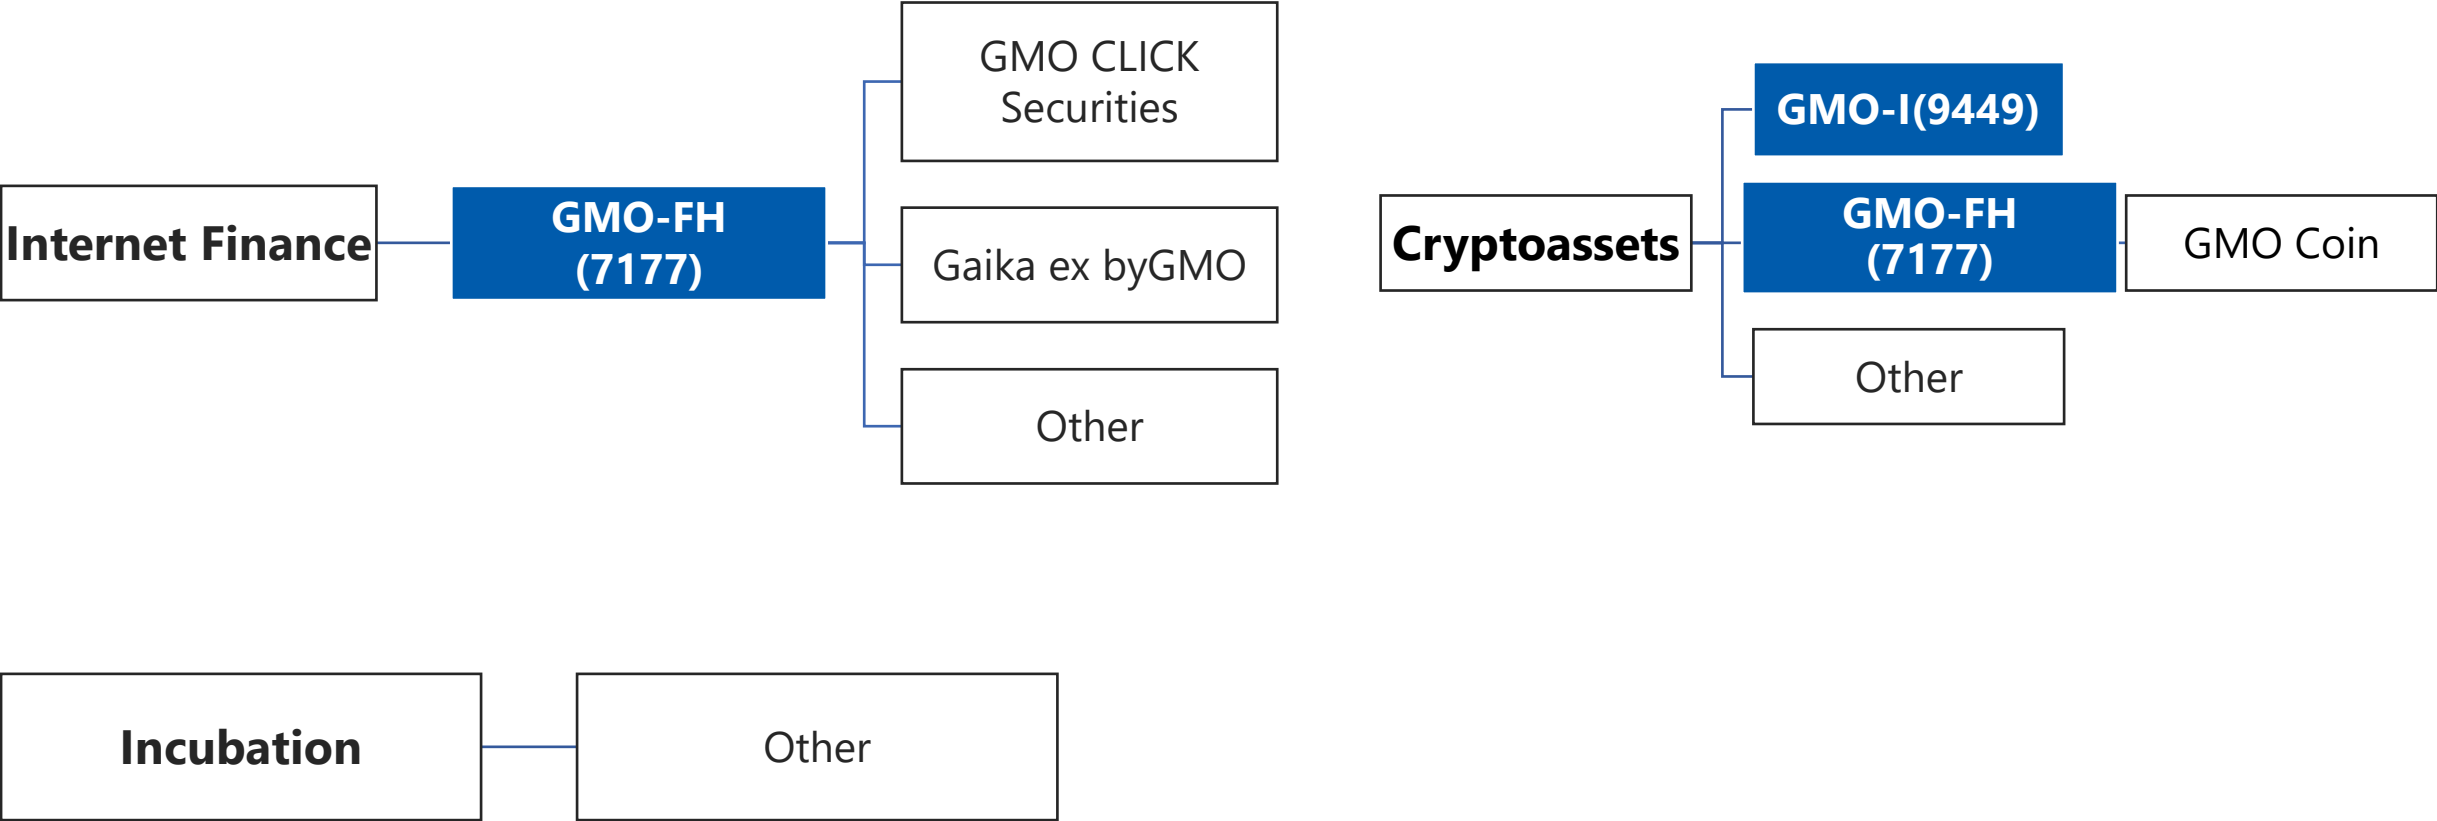 Internet Finance
GMO-FH
(7177)
GMO CLICK
Securities
Gaika ex byGMO
Other
Cryptoassets
GMO-I(9449)
GMO-FH
(7177)
GMO Coin
Other
Incubation
Other